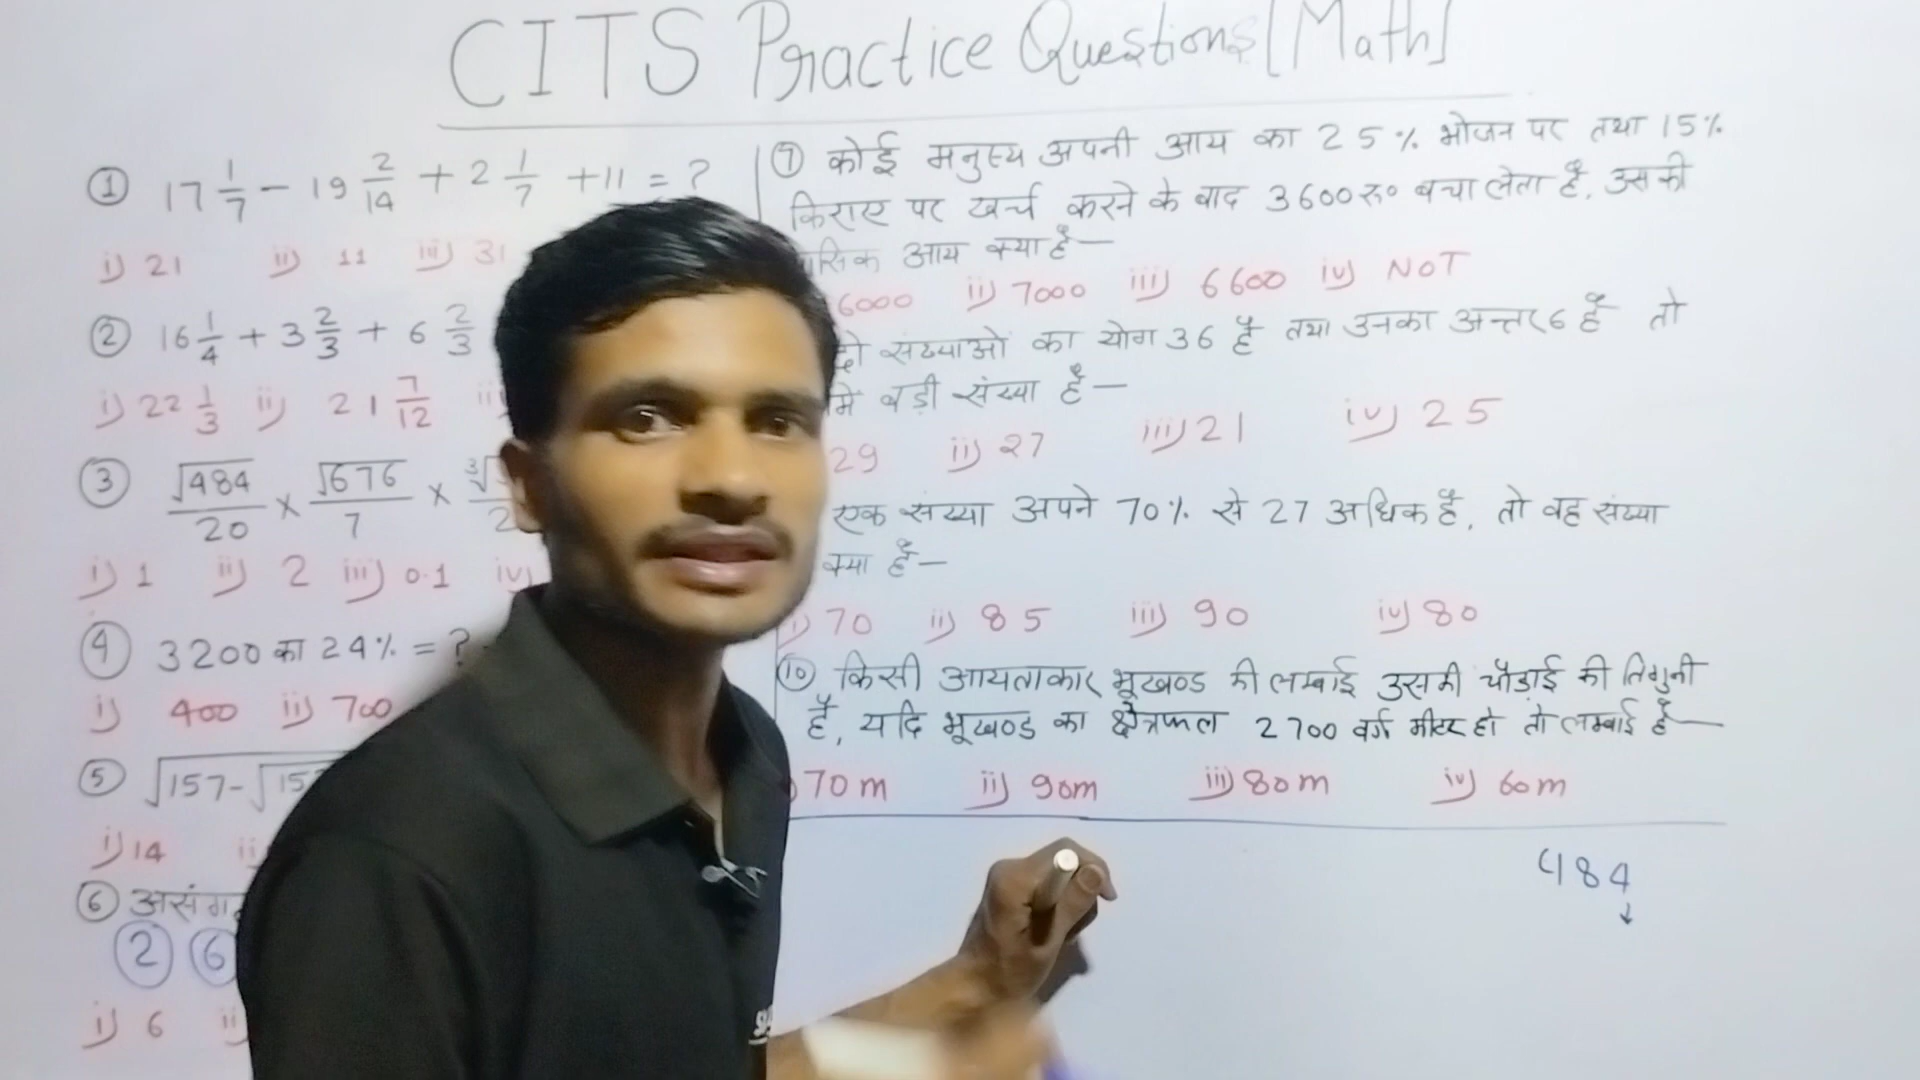 CITS Practice Questions [Math]
① 17 1/7 - 19 2/14 + 2 1/7 + 11 = ?
i) 21 ii) 11 iii) 31
② 16 1/4 + 3 2/3 + 6 2/3
i) 22 1/3 ii) 21 7/12
③ √484/20 × √676/7 ×
i) 1 ii) 2 iii) 0.1 iv)
④ 3200 का 24% = ?
i) 400 ii) 700
⑤ √157-√15
i) 14
⑥
② ⑥
i) 6
⑦ कोई मनुस्य अपनी आय का 25% भोजन पर तथा 15%
किराए पर खर्च करने के बाद 3600 रु० बचा लेता है, उसकी
आय क्या है—
6000 ii) 7000 iii) 6600 iv) NOT
दो संख्याओं का योग 36 है तथा उनका अन्तर 6 है तो
में बड़ी संख्या है—
29 ii) 27 iii) 21 iv) 25
एक संख्या अपने 70% से 27 अधिक है, तो वह संख्या
क्या है—
i) 70 ii) 85 iii) 90 iv) 80
⑩ किसी आयताकार भूखण्ड की लम्बाई उसकी चौड़ाई की तिगुनी
है, यदि भूखण्ड का क्षेत्रफल 2700 वर्ग मीटर हो तो लम्बाई है—
70m ii) 90m iii) 80m iv) 60m
484